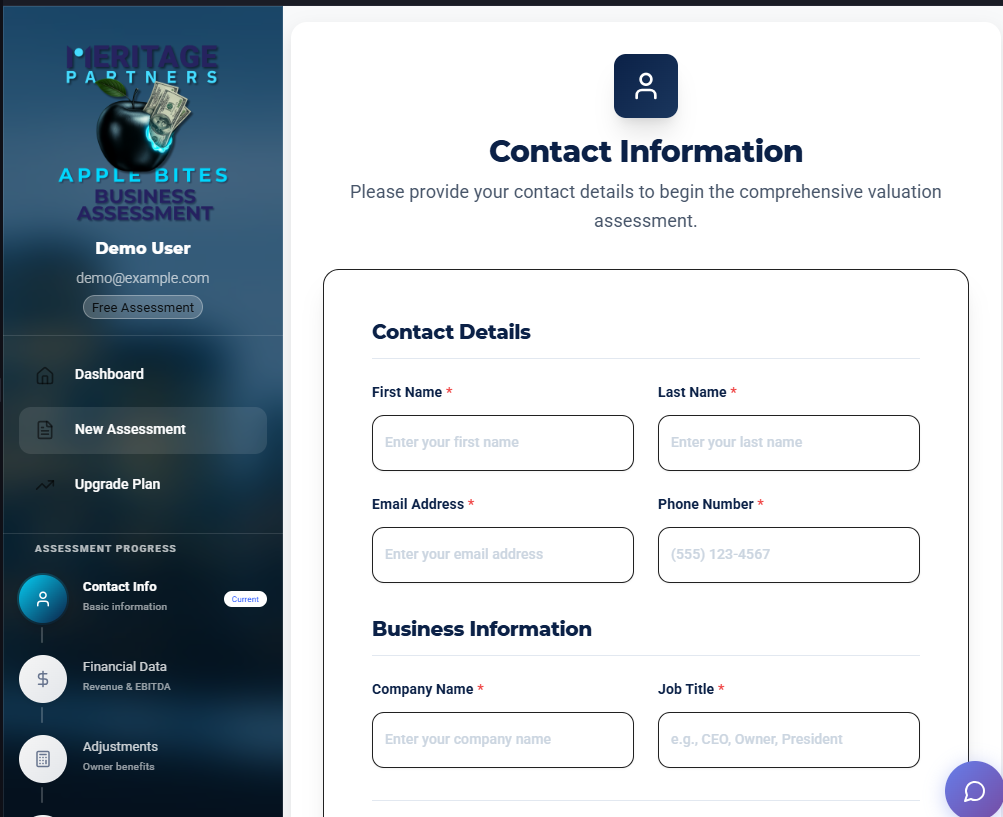 MERITAGE
PARTNERS
APPLE BITES
BUSINESS
ASSESSMENT
Demo User
demo@example.com
Free Assessment
Dashboard
New Assessment
Upgrade Plan
ASSESSMENT PROGRESS
Contact Info
Basic information
Current
Financial Data
Revenue & EBITDA
Adjustments
Owner benefits
Contact Information
Please provide your contact details to begin the comprehensive valuation
assessment.
Contact Details
First Name *
Last Name *
Enter your first name
Enter your last name
Email Address *
Phone Number *
Enter your email address
(555) 123-4567
Business Information
Company Name *
Job Title *
Enter your company name
e.g., CEO, Owner, President